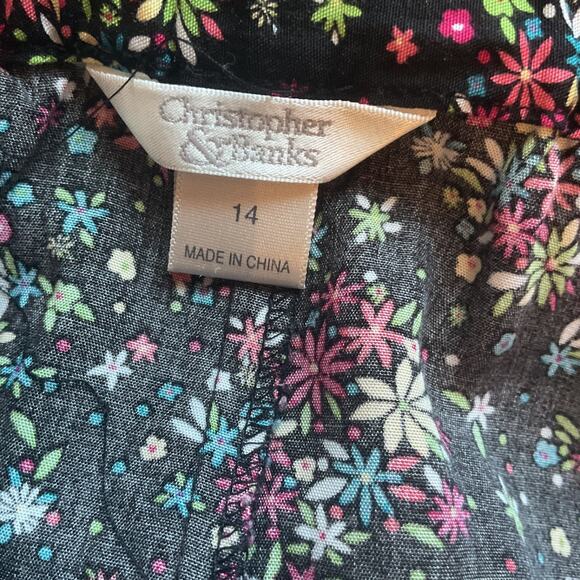 Christopher
& Banks
14
MADE IN CHINA